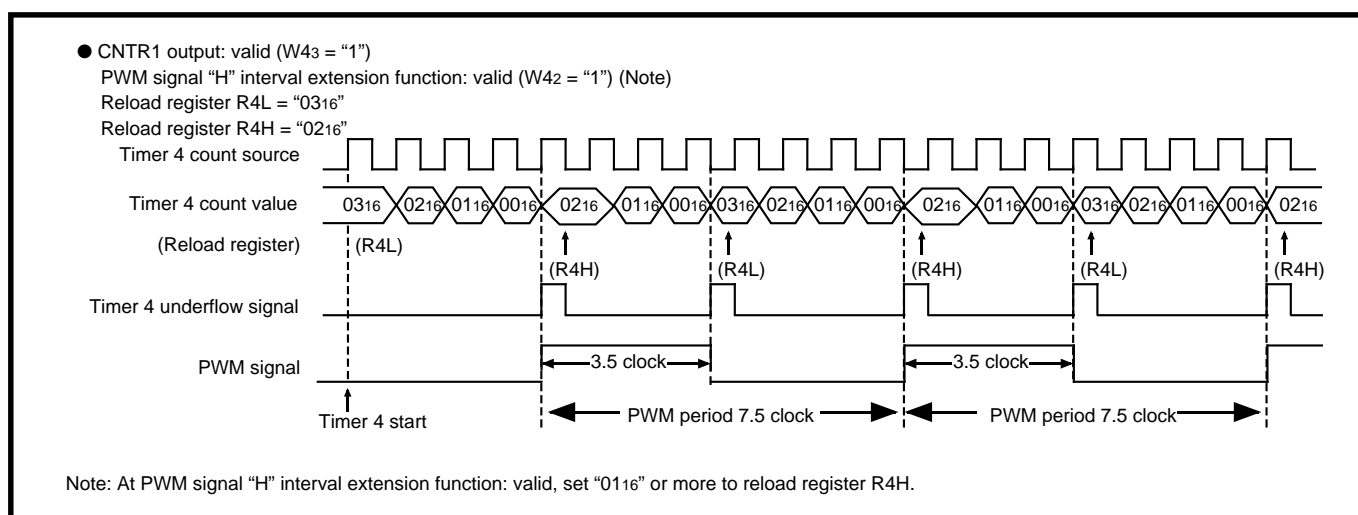 ● CNTR1 output: valid (W43 = “1”)
PWM signal “H” interval extension function: valid (W42 = “1”) (Note)
Reload register R4L = “0316”
Reload register R4H = “0216”
Timer 4 count source
Timer 4 count value 0316 0216 0116 0016 0216 0116 0016 0316 0216 0116 0016 0216 0116 0016 0316 0216 0116 0016 0216
(Reload register) (R4L) (R4H) (R4L) (R4H) (R4L) (R4H)
Timer 4 underflow signal
PWM signal 3.5 clock 3.5 clock
Timer 4 start PWM period 7.5 clock PWM period 7.5 clock
Note: At PWM signal “H” interval extension function: valid, set “0116” or more to reload register R4H.